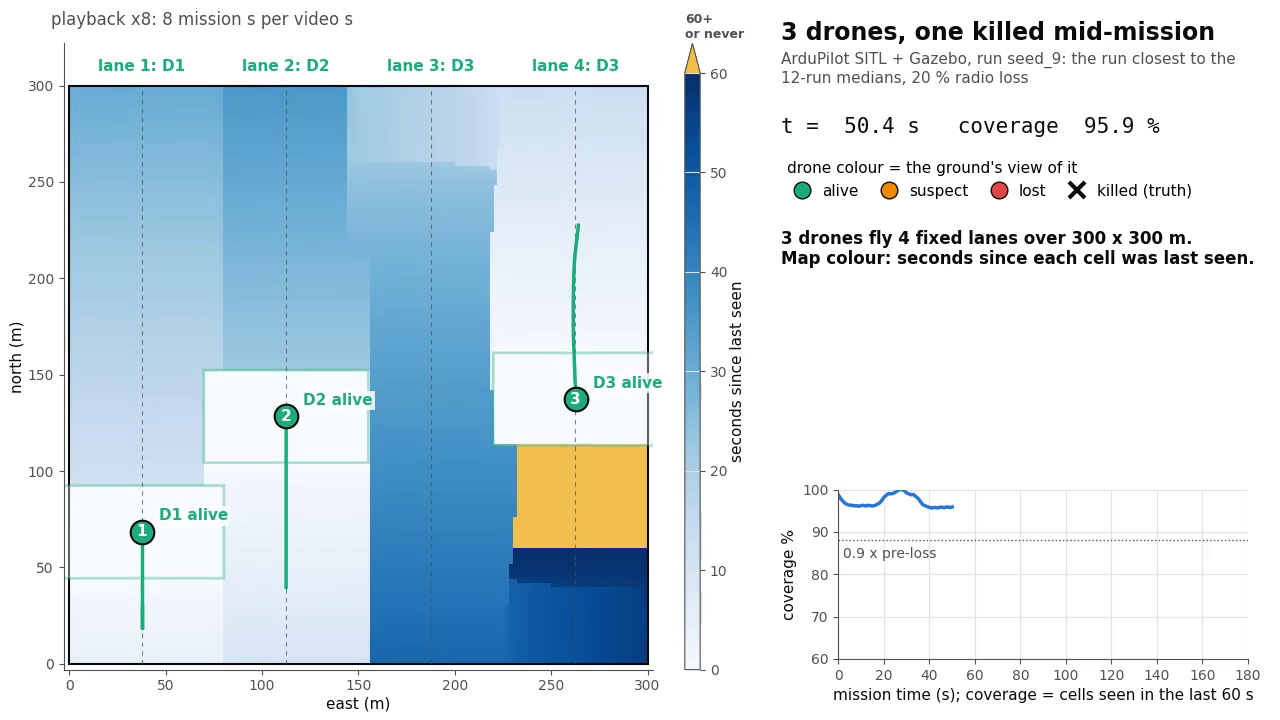 playback x8: 8 mission s per video s
60+
or never
lane 1: D1
lane 2: D2
lane 3: D3
lane 4: D3
300
250
200
150
100
50
0
north (m)
D1 alive
D2 alive
D3 alive
1
2
3
0
50
100
150
200
250
300
east (m)
60
50
40
30
20
10
0
seconds since last seen
3 drones, one killed mid-mission
ArduPilot SITL + Gazebo, run seed_9: the run closest to the
12-run medians, 20 % radio loss
t = 50.4 s coverage 95.9 %
drone colour = the ground's view of it
alive suspect lost killed (truth)
3 drones fly 4 fixed lanes over 300 x 300 m.
Map colour: seconds since each cell was last seen.
100
90
80
70
60
coverage %
0.9 x pre-loss
0 20 40 60 80 100 120 140 160 180
mission time (s); coverage = cells seen in the last 60 s